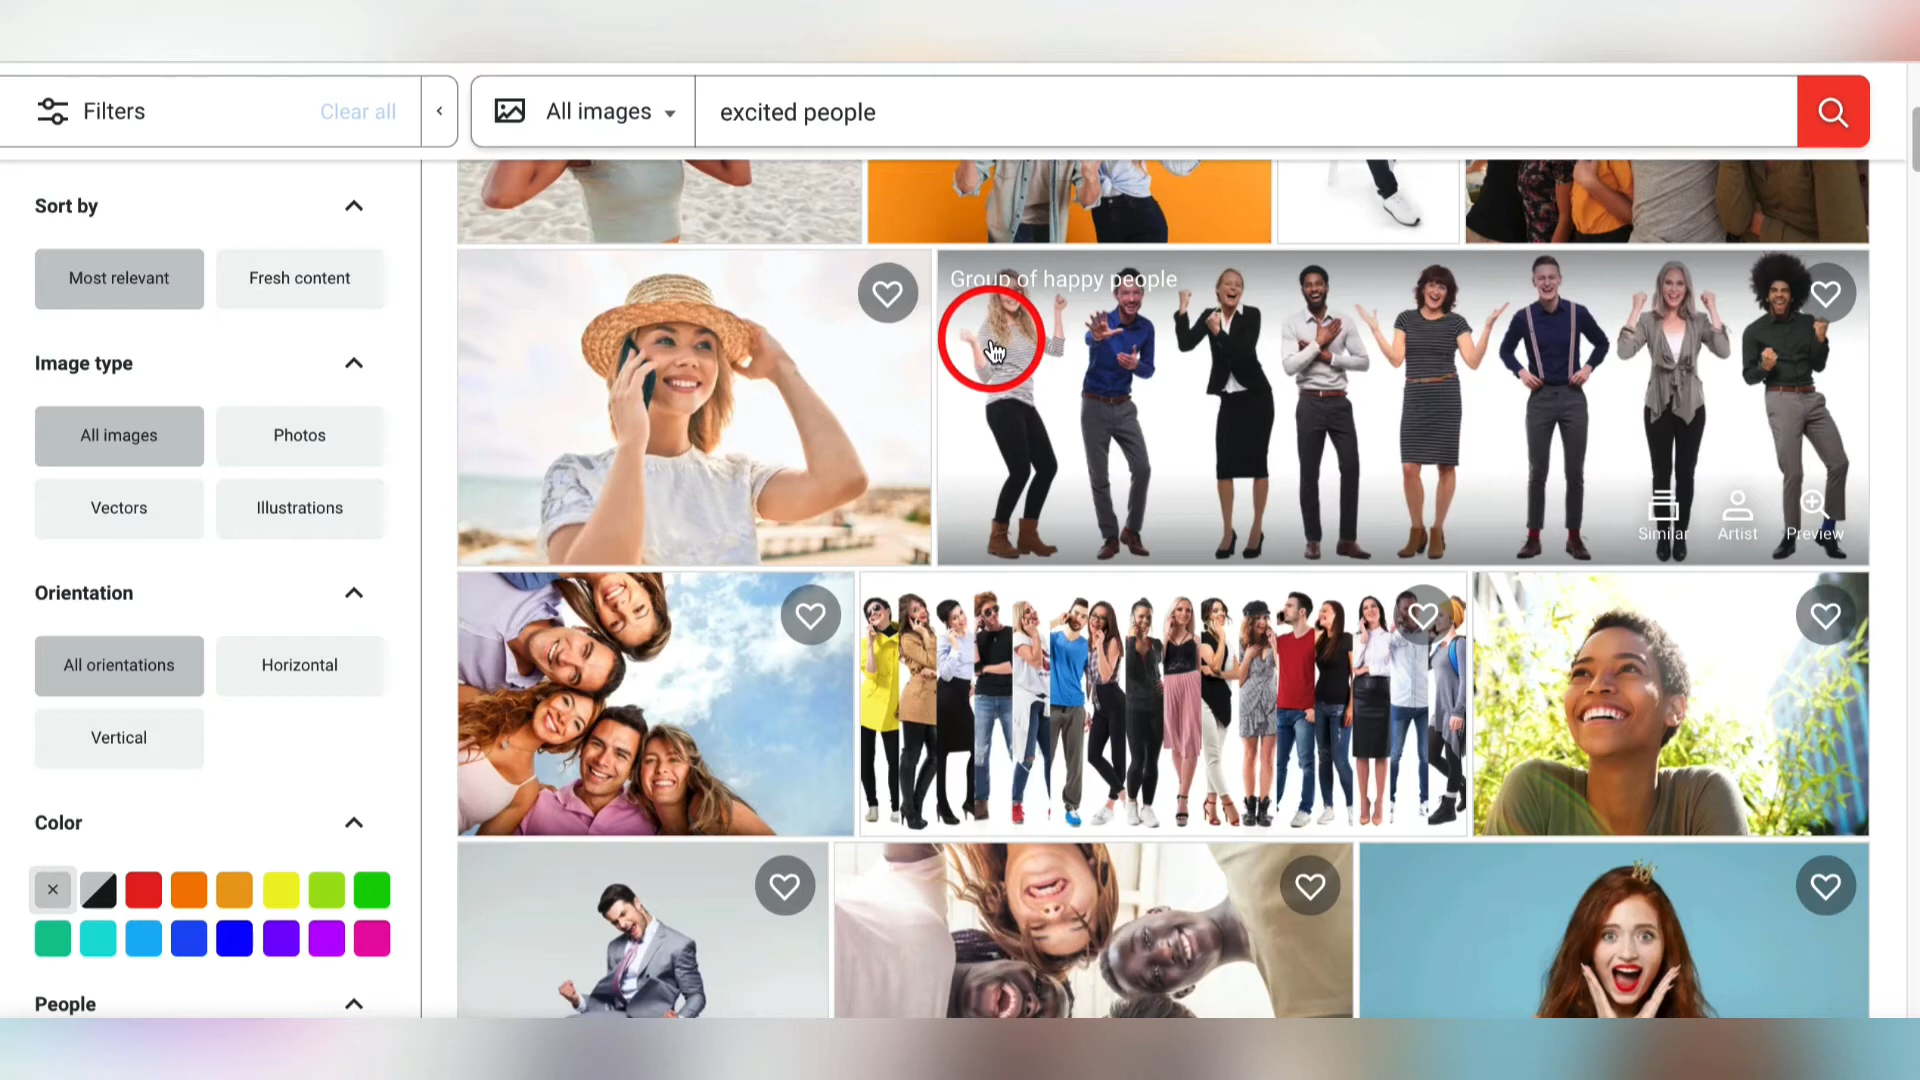 Filters
Clear all
All images
excited people
Sort by
Most relevant
Fresh content
Group of happy people
Image type
All images
Photos
Vectors
Illustrations
Similar
Artist
Preview
Orientation
All orientations
Horizontal
Vertical
Color
People